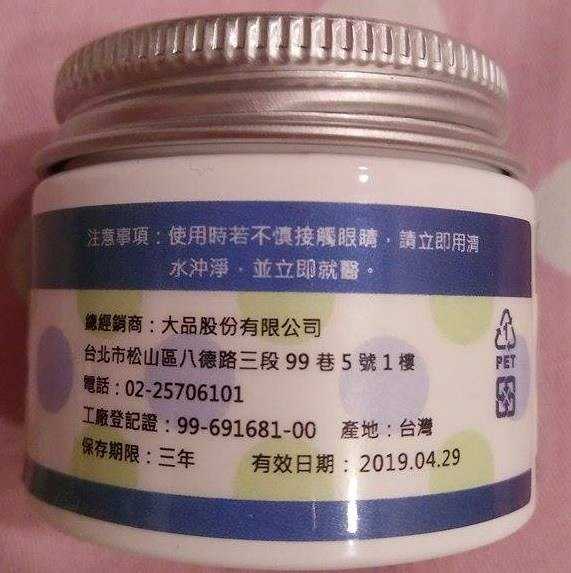 注意事項：使用時若不慎接觸眼睛，請立即用清
水沖淨，並立即就醫。
總經銷商：大品股份有限公司
台北市松山區八德路三段 99 巷 5 號 1 樓
電話：02-25706101
工廠登記證：99-691681-00 產地：台灣
保存期限：三年 有效日期：2019.04.29
1
PET